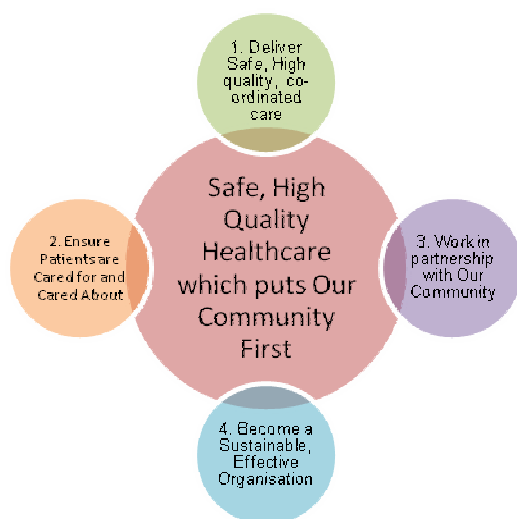 1. Deliver
Safe, High
quality, co-
ordinated
care
Safe, High
Quality
Healthcare
which puts Our
Community
First
2. Ensure
Patients are
Cared for and
Cared About
3. Work in
partnership
with Our
Community
4. Become a
Sustainable,
Effective
Organisation